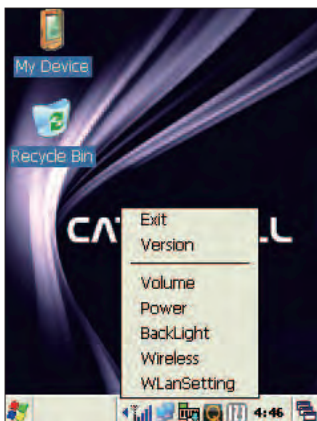 My Device
Recycle Bin
Exit
Version
Volume
Power
BackLight
Wireless
WLanSetting
4:46